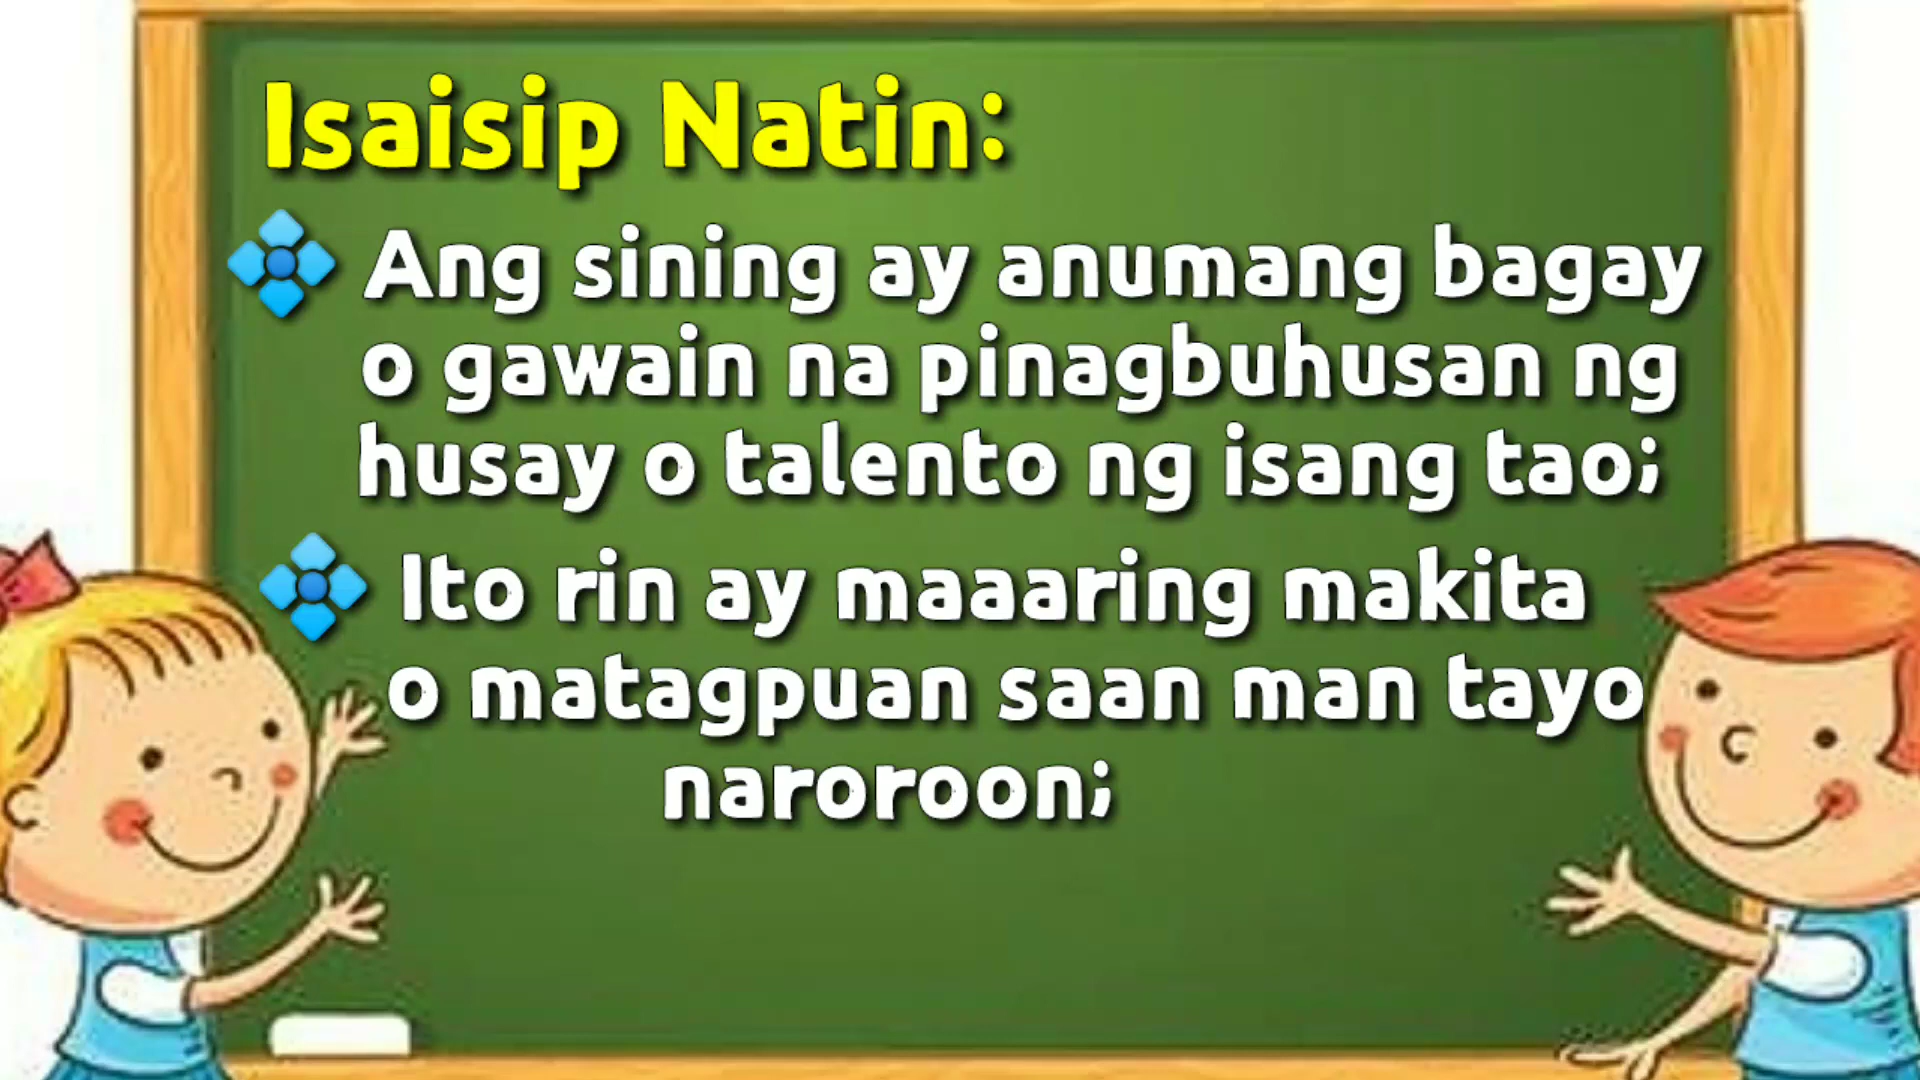 Isaisip Natin:
Ang sining ay anumang bagay
o gawain na pinagbuhusan ng
husay o talento ng isang tao;
Ito rin ay maaaring makita
o matagpuan saan man tayo
naroroon;